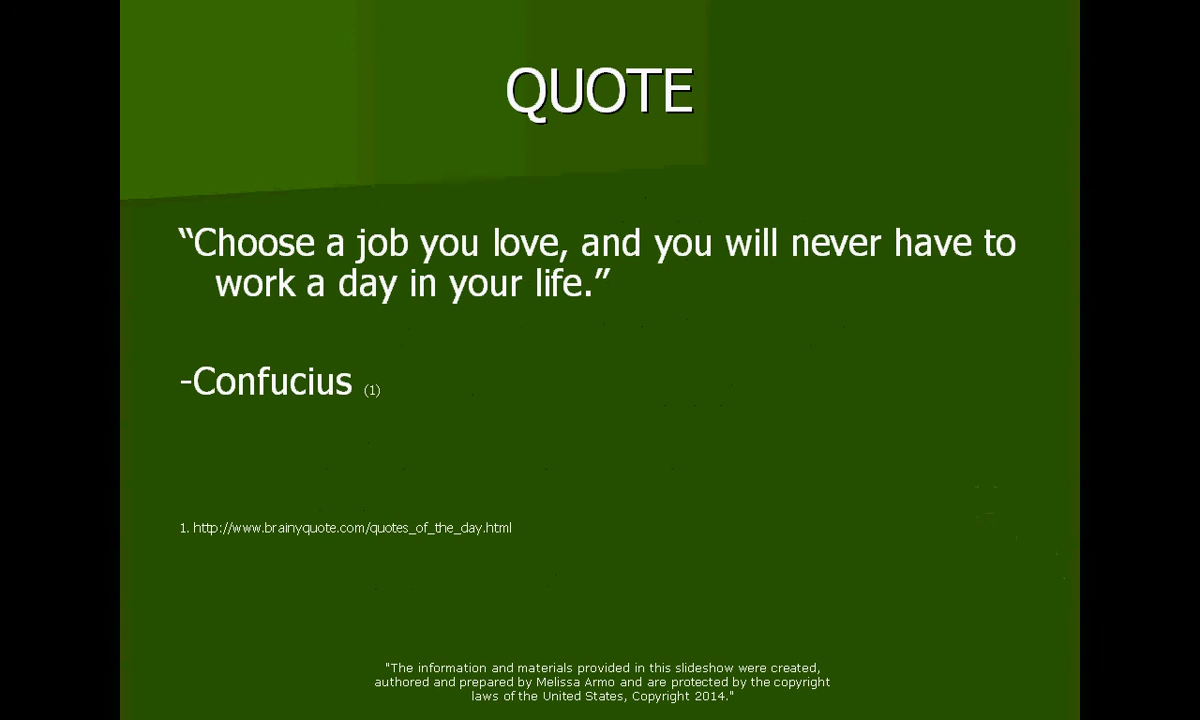 QUOTE
“Choose a job you love, and you will never have to
work a day in your life.”
-Confucius (1)
1. http://www.brainyquote.com/quotes_of_the_day.html
"The information and materials provided in this slideshow were created,
authored and prepared by Melissa Armo and are protected by the copyright
laws of the United States, Copyright 2014."